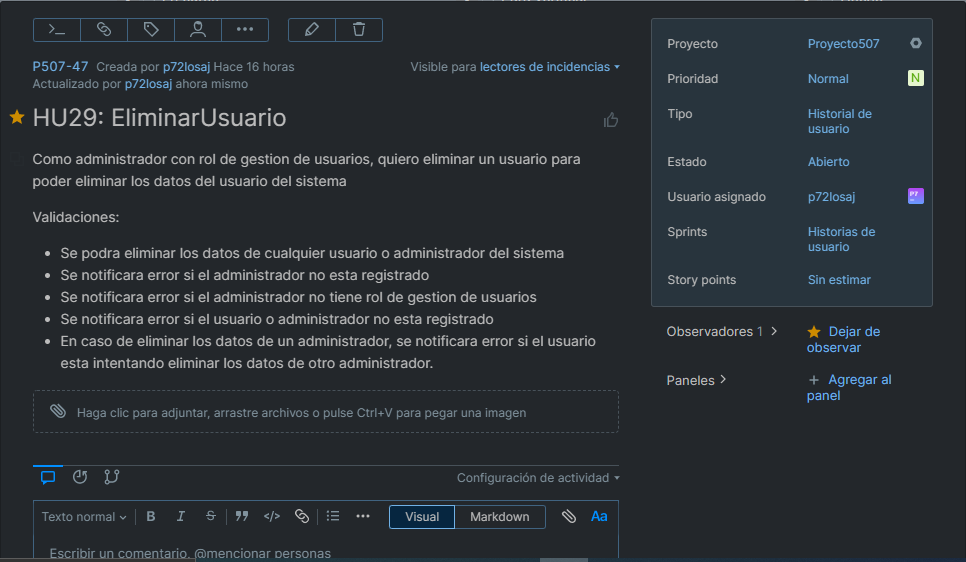 P507-47 Creada por p72losaj Hace 16 horas
Visible para lectores de incidencias
Actualizado por p72losaj ahora mismo
HU29: EliminarUsuario
Como administrador con rol de gestion de usuarios, quiero eliminar un usuario para
poder eliminar los datos del usuario del sistema
Validaciones:
• Se podra eliminar los datos de cualquier usuario o administrador del sistema
• Se notificara error si el administrador no esta registrado
• Se notificara error si el administrador no tiene rol de gestion de usuarios
• Se notificara error si el usuario o administrador no esta registrado
• En caso de eliminar los datos de un administrador, se notificara error si el usuario
esta intentando eliminar los datos de otro administrador.
Haga clic para adjuntar, arrastre archivos o pulse Ctrl+V para pegar una imagen
Configuración de actividad
Texto normal B I S Visual Markdown Aa
Escribir un comentario, @mencionar personas
Proyecto Proyecto507
Prioridad Normal N
Tipo Historial de
usuario
Estado Abierto
Usuario asignado p72losaj P7
Sprints Historias de
usuario
Story points Sin estimar
Observadores 1 Dejar de
observar
Paneles + Agregar al
panel